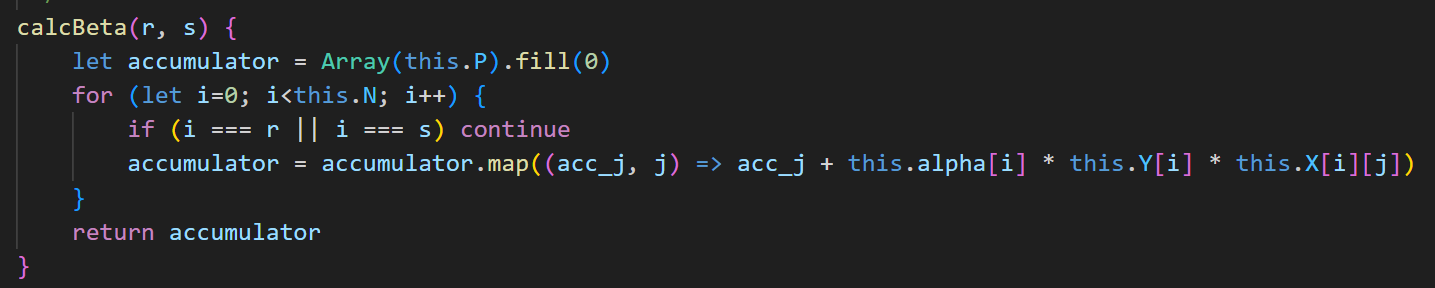 calcBeta(r, s) {
    let accumulator = Array(this.P).fill(0)
    for (let i=0; i<this.N; i++) {
        if (i === r || i === s) continue
        accumulator = accumulator.map((acc_j, j) => acc_j + this.alpha[i] * this.Y[i] * this.X[i][j])
    }
    return accumulator
}